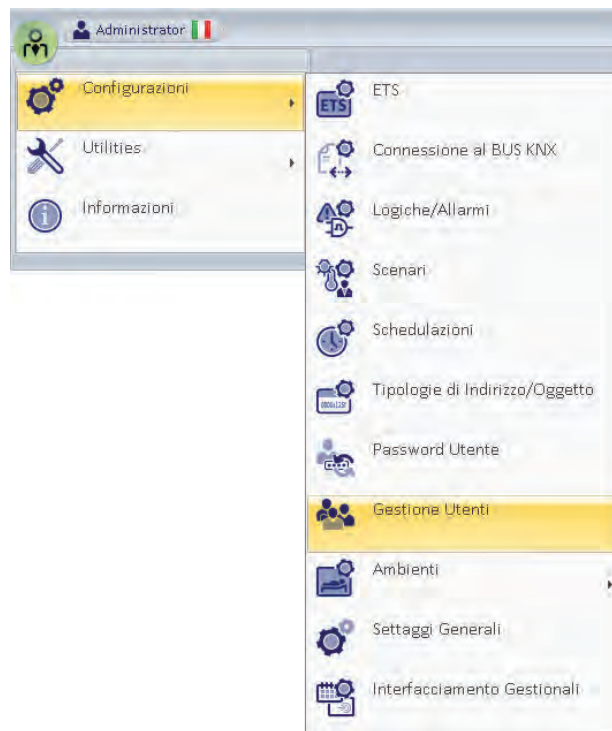 Administrator
Configurazioni
Utilities
Informazioni
ETS
ETS
Connessione al BUS KNX
Logiche/Allarmi
Scenari
Schedulazioni
Tipologie di Indirizzo/Oggetto
Password Utente
Gestione Utenti
Ambienti
Settaggi Generali
Interfacciamento Gestionali